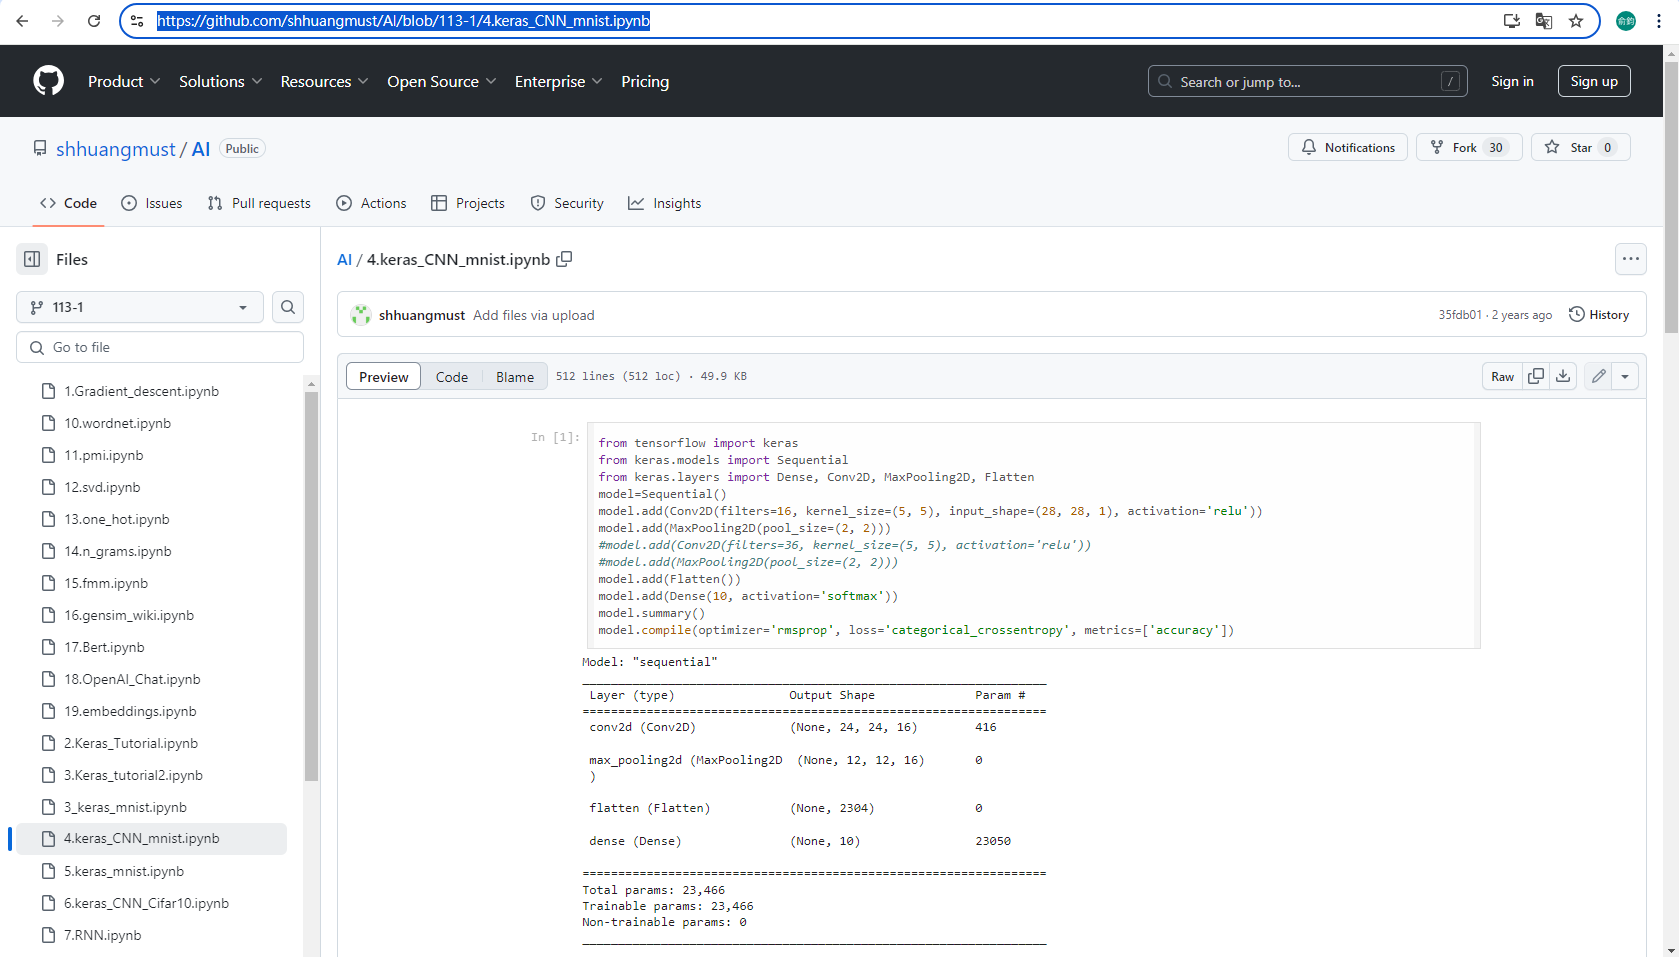 https://github.com/shhuangmust/AI/blob/113-1/4.keras_CNN_mnist.ipynb
俞鈞
Product Solutions Resources Open Source Enterprise Pricing
Search or jump to... /
Sign in
Sign up
shhuangmust / AI Public
Notifications
Fork 30
Star 0
Code Issues Pull requests Actions Projects Security Insights
Files
113-1
Go to file
1.Gradient_descent.ipynb
10.wordnet.ipynb
11.pmi.ipynb
12.svd.ipynb
13.one_hot.ipynb
14.n_grams.ipynb
15.fmm.ipynb
16.gensim_wiki.ipynb
17.Bert.ipynb
18.OpenAI_Chat.ipynb
19.embeddings.ipynb
2.Keras_Tutorial.ipynb
3.Keras_tutorial2.ipynb
3_keras_mnist.ipynb
4.keras_CNN_mnist.ipynb
5.keras_mnist.ipynb
6.keras_CNN_Cifar10.ipynb
7.RNN.ipynb
AI / 4.keras_CNN_mnist.ipynb
shhuangmust Add files via upload
35fdb01 · 2 years ago
History
Preview Code Blame
512 lines (512 loc) · 49.9 KB
Raw
In [1]:
from tensorflow import keras
from keras.models import Sequential
from keras.layers import Dense, Conv2D, MaxPooling2D, Flatten
model=Sequential()
model.add(Conv2D(filters=16, kernel_size=(5, 5), input_shape=(28, 28, 1), activation='relu'))
model.add(MaxPooling2D(pool_size=(2, 2)))
#model.add(Conv2D(filters=36, kernel_size=(5, 5), activation='relu'))
#model.add(MaxPooling2D(pool_size=(2, 2)))
model.add(Flatten())
model.add(Dense(10, activation='softmax'))
model.summary()
model.compile(optimizer='rmsprop', loss='categorical_crossentropy', metrics=['accuracy'])
Model: "sequential"
_________________________________________________________________
Layer (type) Output Shape Param #
=================================================================
conv2d (Conv2D) (None, 24, 24, 16) 416
max_pooling2d (MaxPooling2D (None, 12, 12, 16) 0
)
flatten (Flatten) (None, 2304) 0
dense (Dense) (None, 10) 23050
=================================================================
Total params: 23,466
Trainable params: 23,466
Non-trainable params: 0
_________________________________________________________________